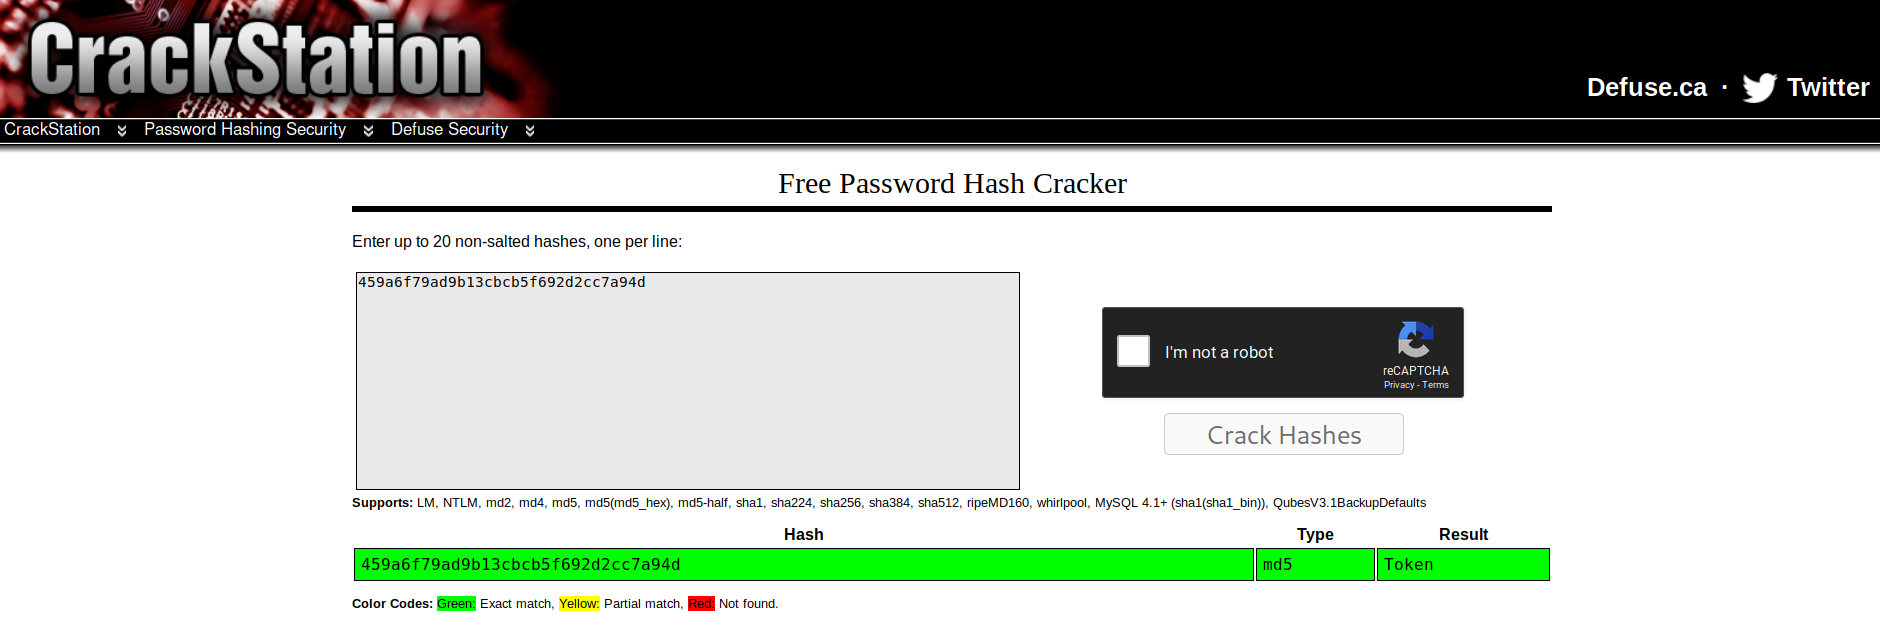 CrackStation
Defuse.ca · Twitter
CrackStation Password Hashing Security Defuse Security
Free Password Hash Cracker
Enter up to 20 non-salted hashes, one per line:
459a6f79ad9b13cbcb5f692d2cc7a94d
I'm not a robot
reCAPTCHA
Privacy - Terms
Crack Hashes
Supports: LM, NTLM, md2, md4, md5, md5(md5_hex), md5-half, sha1, sha224, sha256, sha384, sha512, ripeMD160, whirlpool, MySQL 4.1+ (sha1(sha1_bin)), QubesV3.1BackupDefaults
Hash Type Result
459a6f79ad9b13cbcb5f692d2cc7a94d md5 Token
Color Codes: Green: Exact match, Yellow: Partial match, Red: Not found.